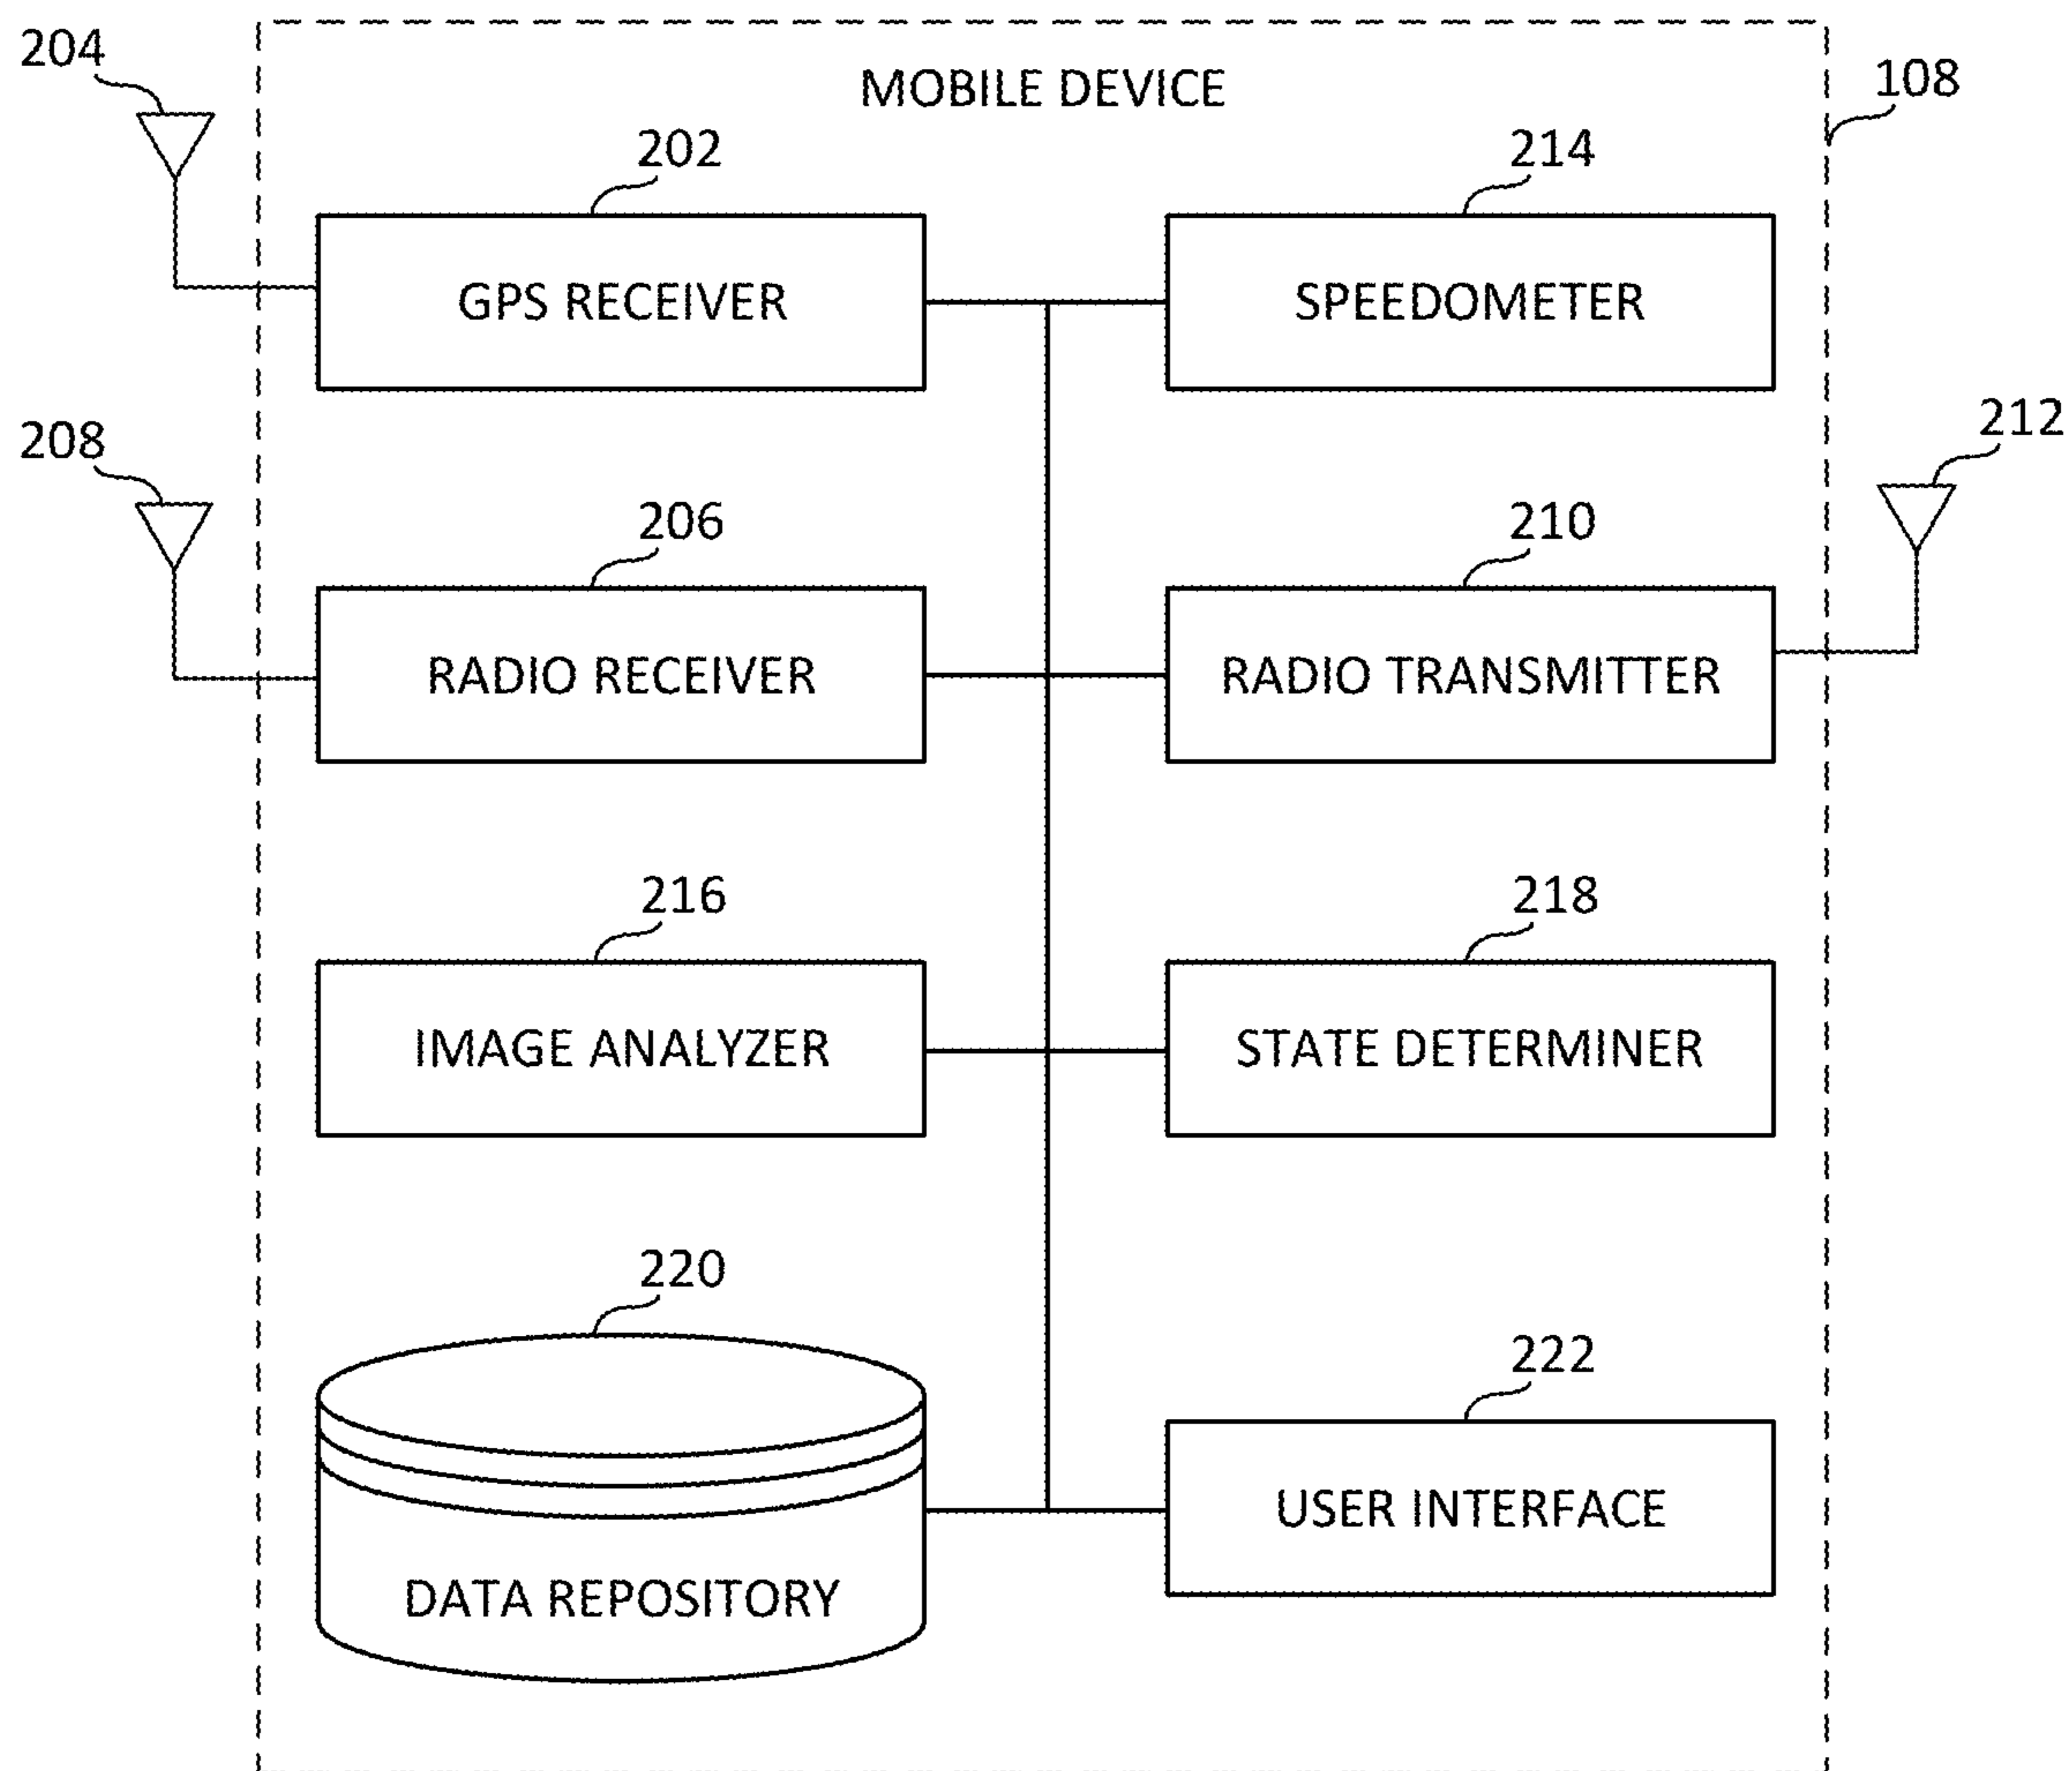 204
MOBILE DEVICE
108
202
214
GPS RECEIVER
SPEEDOMETER
208
212
206
210
RADIO RECEIVER
RADIO TRANSMITTER
216
218
IMAGE ANALYZER
STATE DETERMINER
220
222
USER INTERFACE
DATA REPOSITORY